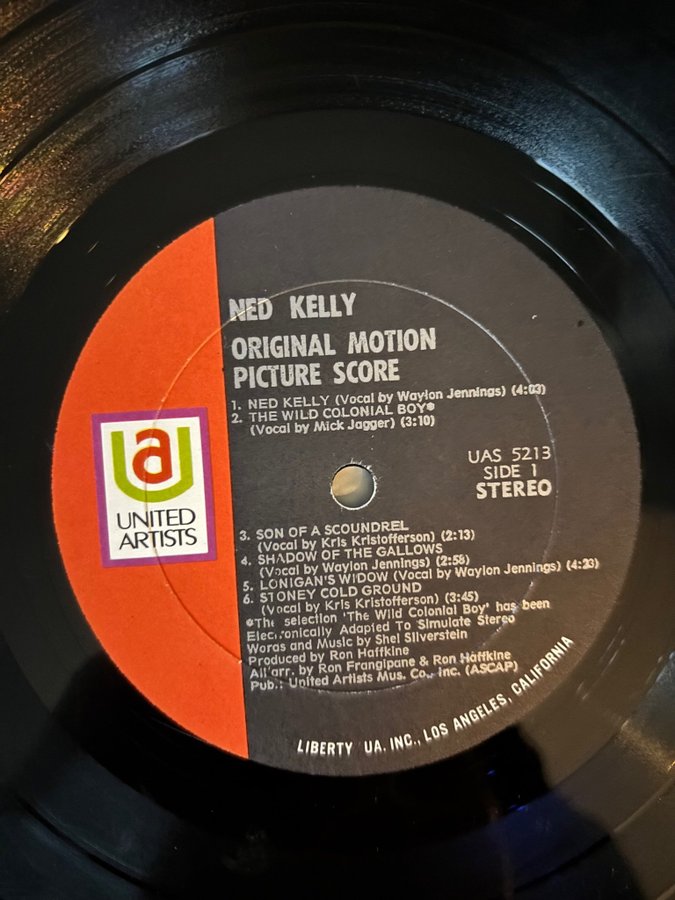 NED KELLY
ORIGINAL MOTION
PICTURE SCORE
1. NED KELLY (Vocal by Waylon Jennings) (4:03)
2. THE WILD COLONIAL BOY*
(Vocal by Mick Jagger) (3:10)
UAS 5213
SIDE 1
STEREO
ua
UNITED
ARTISTS
3. SON OF A SCOUNDREL
(Vocal by Kris Kristofferson) (2:13)
4. SHADOW OF THE GALLOWS
(Vocal by Waylon Jennings) (2:58)
5. LONIGAN'S WIDOW (Vocal by Waylon Jennings) (4:23)
6. STONEY COLD GROUND
(Vocal by Kris Kristofferson) (3:45)
*The selection 'The Wild Colonial Boy' has been
Electronically Adapted To Simulate Stereo
Words and Music by Shel Silverstein
Produced by Ron Haffkine
All arr. by Ron Frangipane & Ron Haffkine
Pub.: United Artists Mus. Co., Inc. (ASCAP)
LIBERTY UA, INC., LOS ANGELES, CALIFORNIA